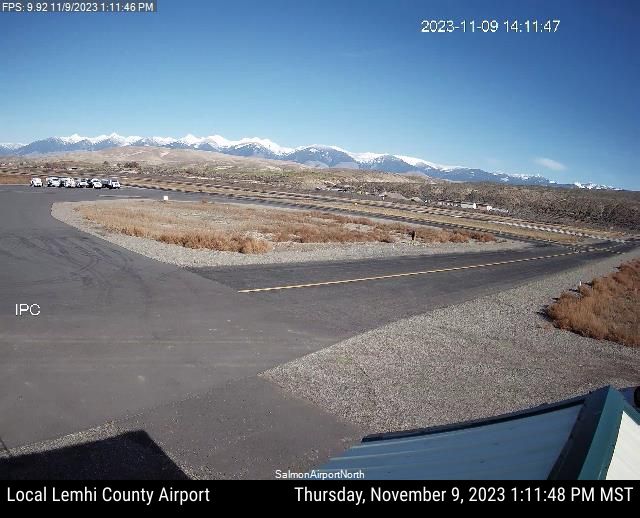 FPS: 9.92 11/9/2023 1:11:46 PM
2023-11-09 14:11:47
IPC
SalmonAirportNorth
Local Lemhi County Airport
Thursday, November 9, 2023 1:11:48 PM MST